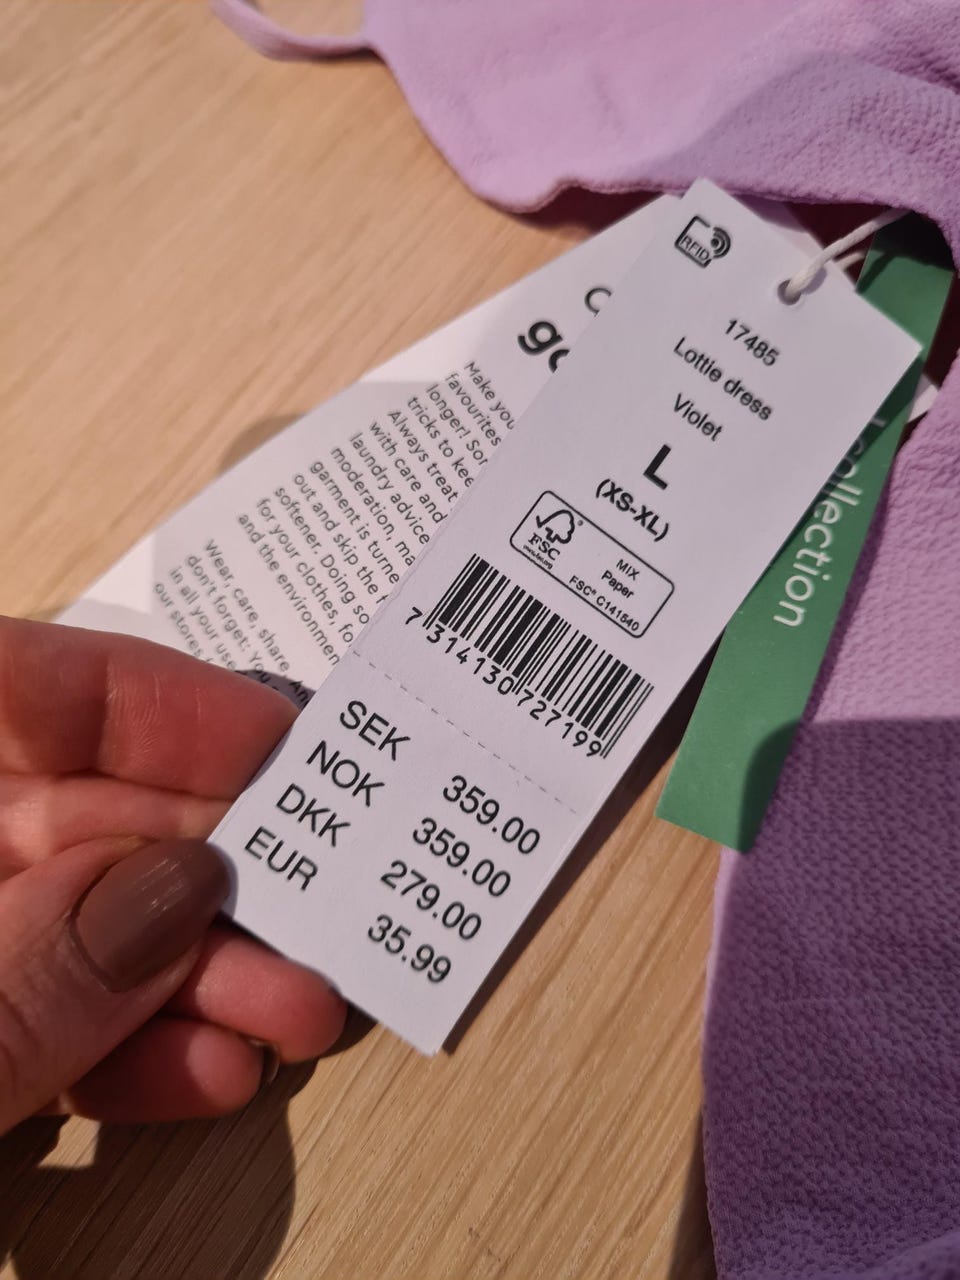 RFID
17485
Lottie dress
Violet
L
(XS-XL)
FSC®
www.fsc.org
MIX
Paper
FSC® C141540
7 314130 727199
SEK 359.00
NOK 359.00
DKK 279.00
EUR 35.99
Make you
favourites
longer! So
tricks to kee
Always treat
with care and
laundry advice
moderation, ma
garment is turne
out and skip the f
softener. Doing so
for your clothes, fo
and the environmen
Wear, care, share
don't forget: You
in all your use
our stores
collection